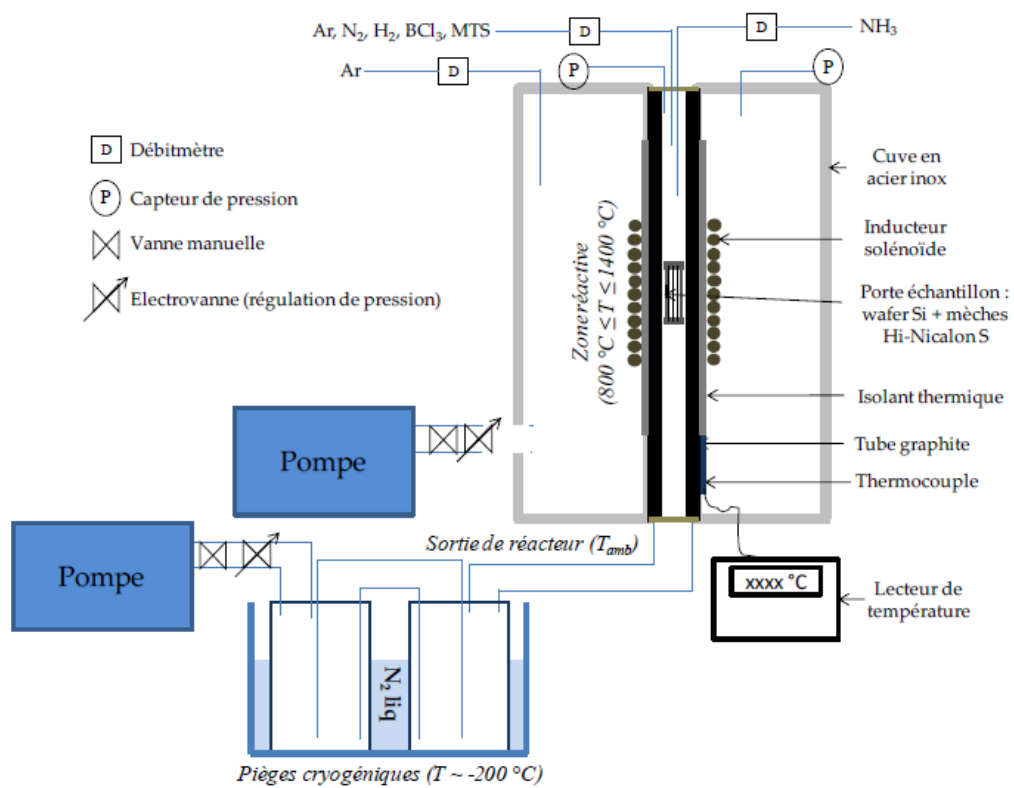 Ar, N₂, H₂, BCl₃, MTS
D
D
NH₃
Ar
D
P
P
D Débitmètre
P Capteur de pression
Vanne manuelle
Electrovanne (régulation de pression)
Zone réactive
(800 °C ≤ T ≤ 1400 °C)
Cuve en
acier inox
Inducteur
solénoïde
Porte échantillon :
wafer Si + mèches
Hi-Nicalon S
Isolant thermique
Tube graphite
Thermocouple
Pompe
Pompe
Sortie de réacteur (Tamb)
xxxx °C
Lecteur de
température
N₂ liq
Pièges cryogéniques (T ~ -200 °C)